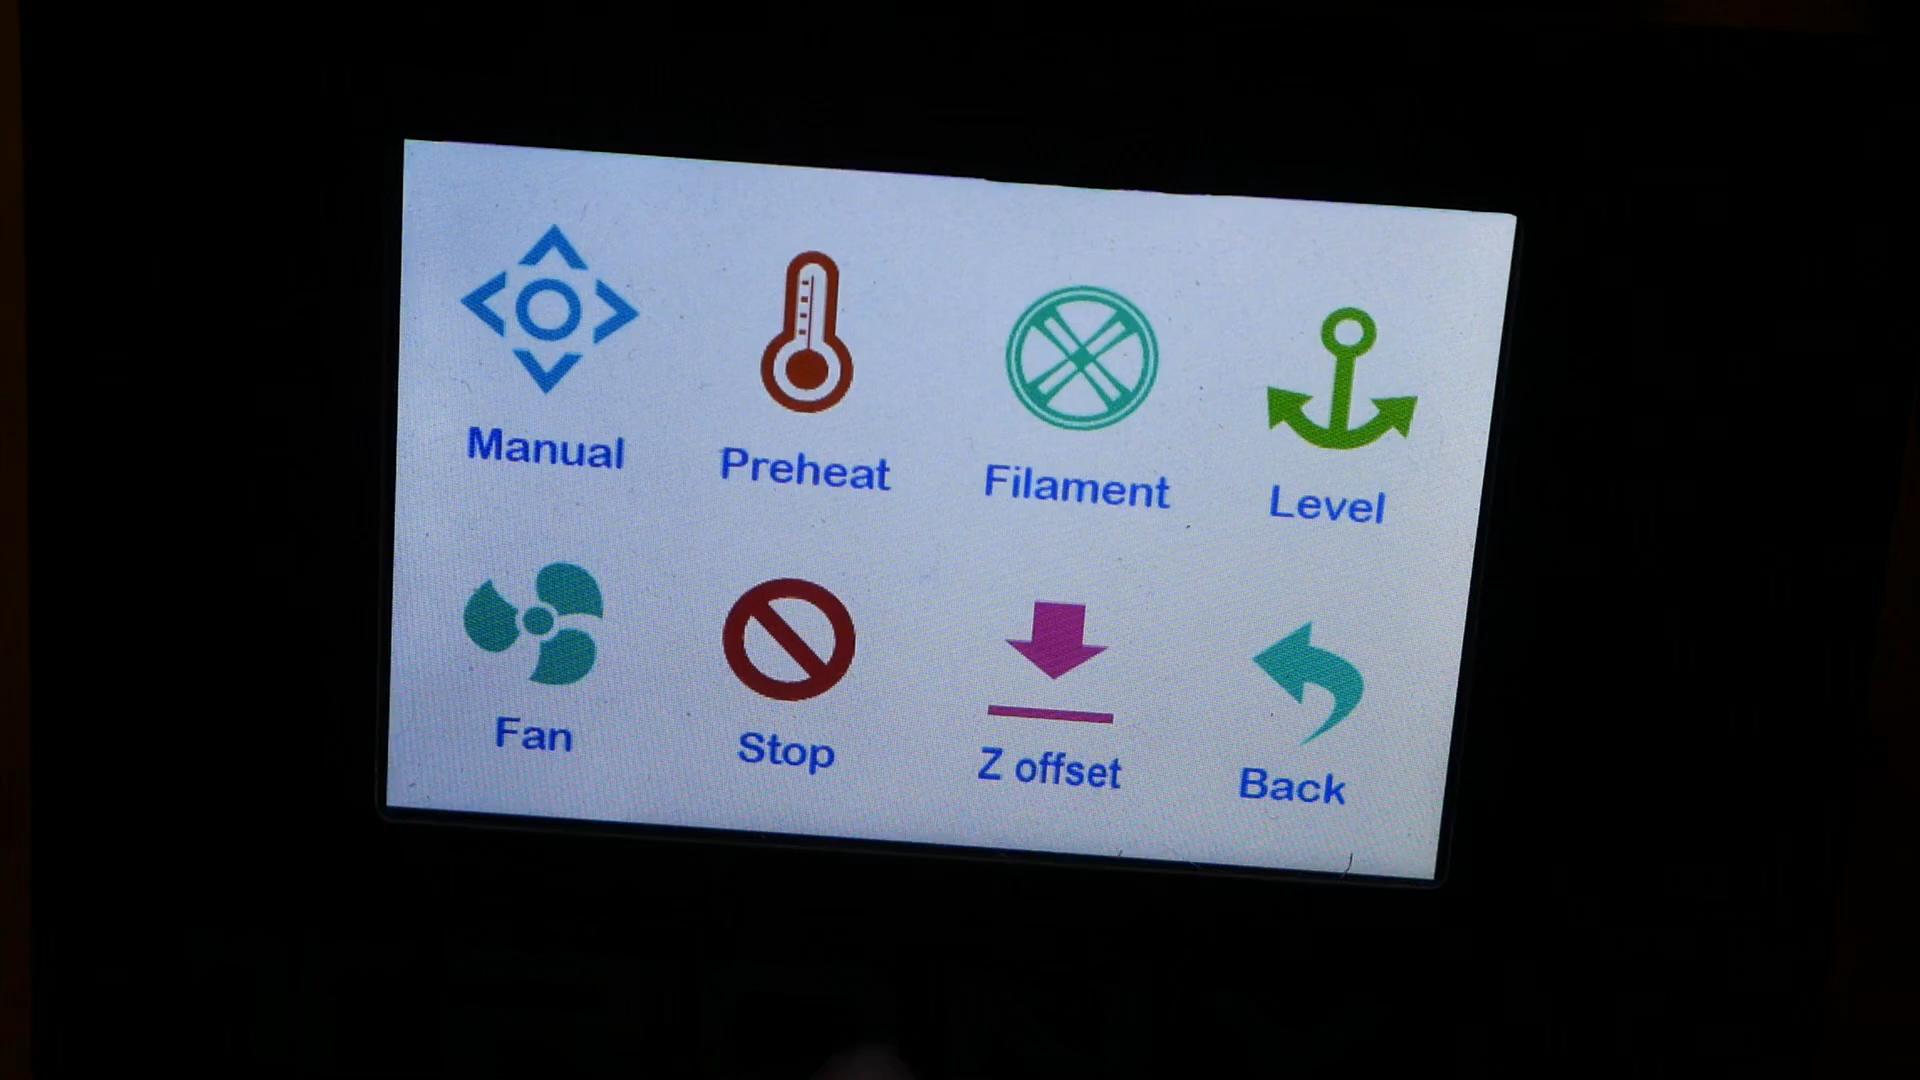 Manual
Preheat
Filament
Level
Fan
Stop
Z offset
Back